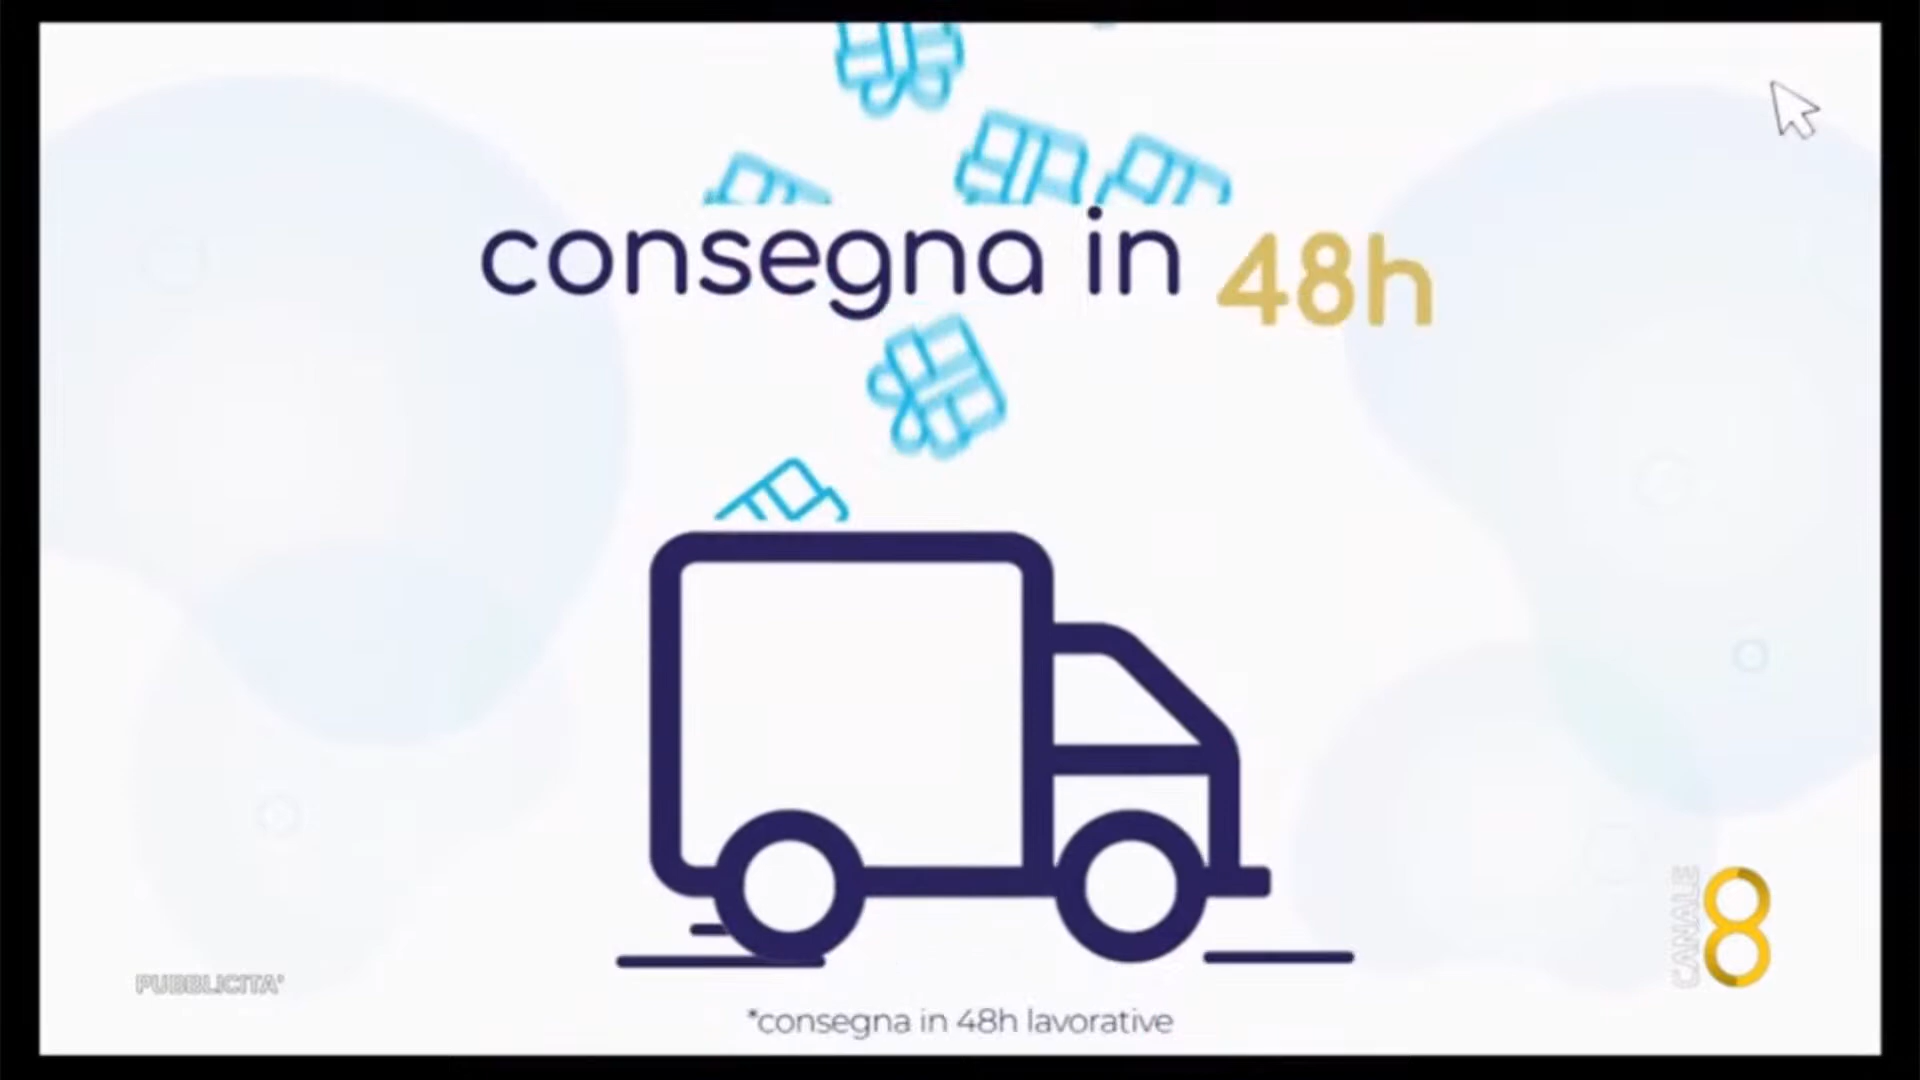 consegna in 48h
CANALE 8
PUBBLICITA'
*consegna in 48h lavorative